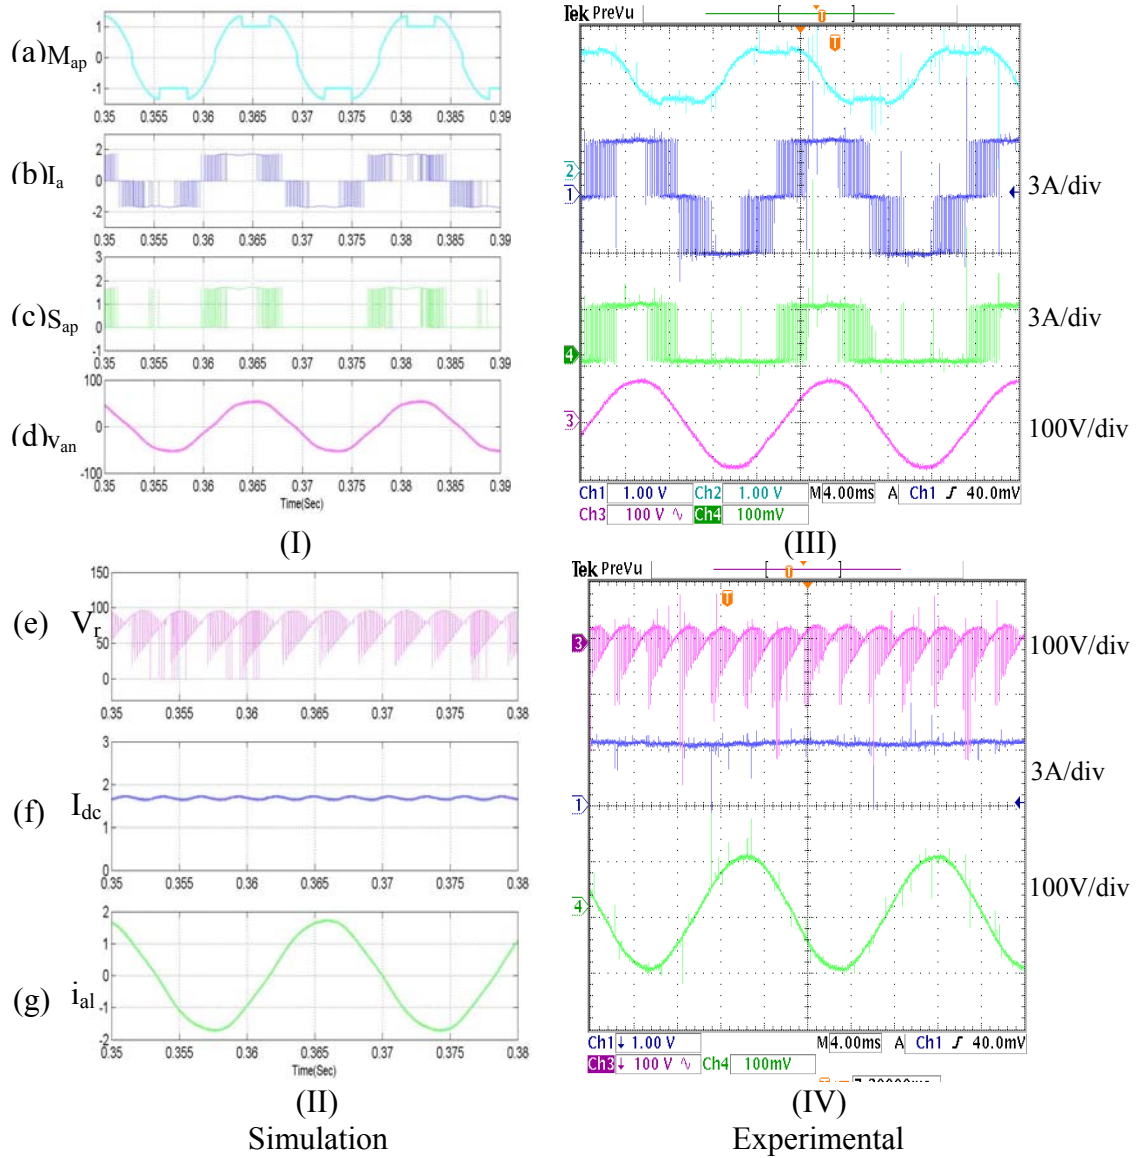 (a) Map
1
0
-1
0.35 0.355 0.36 0.365 0.37 0.375 0.38 0.385 0.39
(b) Ia
2
0
-2
0.35 0.355 0.36 0.365 0.37 0.375 0.38 0.385 0.39
(c) Sap
3
2
1
0
-1
0.35 0.355 0.36 0.365 0.37 0.375 0.38 0.385 0.39
(d) van
100
0
-100
0.35 0.355 0.36 0.365 0.37 0.375 0.38 0.385 0.39
Time(Sec)
(I)
Tek PreVu
T
T
2
1
3A/div
4
3A/div
3
100V/div
Ch1 1.00 V Ch2 1.00 V M 4.00ms A Ch1 ʃ 40.0mV
Ch3 100 V ∿ Ch4 100mV
(III)
(e) Vr
150
100
50
0
0.35 0.355 0.36 0.365 0.37 0.375 0.38
(f) Idc
3
2
1
0
0.35 0.355 0.36 0.365 0.37 0.375 0.38
(g) ial
2
1
0
-1
-2
0.35 0.355 0.36 0.365 0.37 0.375 0.38
Time(Sec)
(II)
Simulation
Tek PreVu
T
T
3
100V/div
3A/div
1
100V/div
4
Ch1 ↓ 1.00 V M 4.00ms A Ch1 ʃ 40.0mV
Ch3 ↓ 100 V ∿ Ch4 100mV
(IV)
Experimental